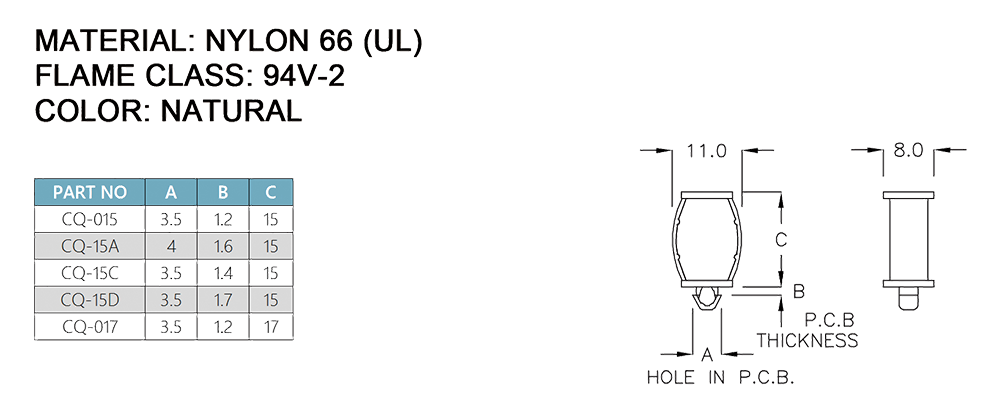 MATERIAL: NYLON 66 (UL)
FLAME CLASS: 94V-2
COLOR: NATURAL
PART NO A B C
CQ-015 3.5 1.2 15
CQ-15A 4 1.6 15
CQ-15C 3.5 1.4 15
CQ-15D 3.5 1.7 15
CQ-017 3.5 1.2 17
11.0 8.0
C
B
P.C.B
THICKNESS
A
HOLE IN P.C.B.